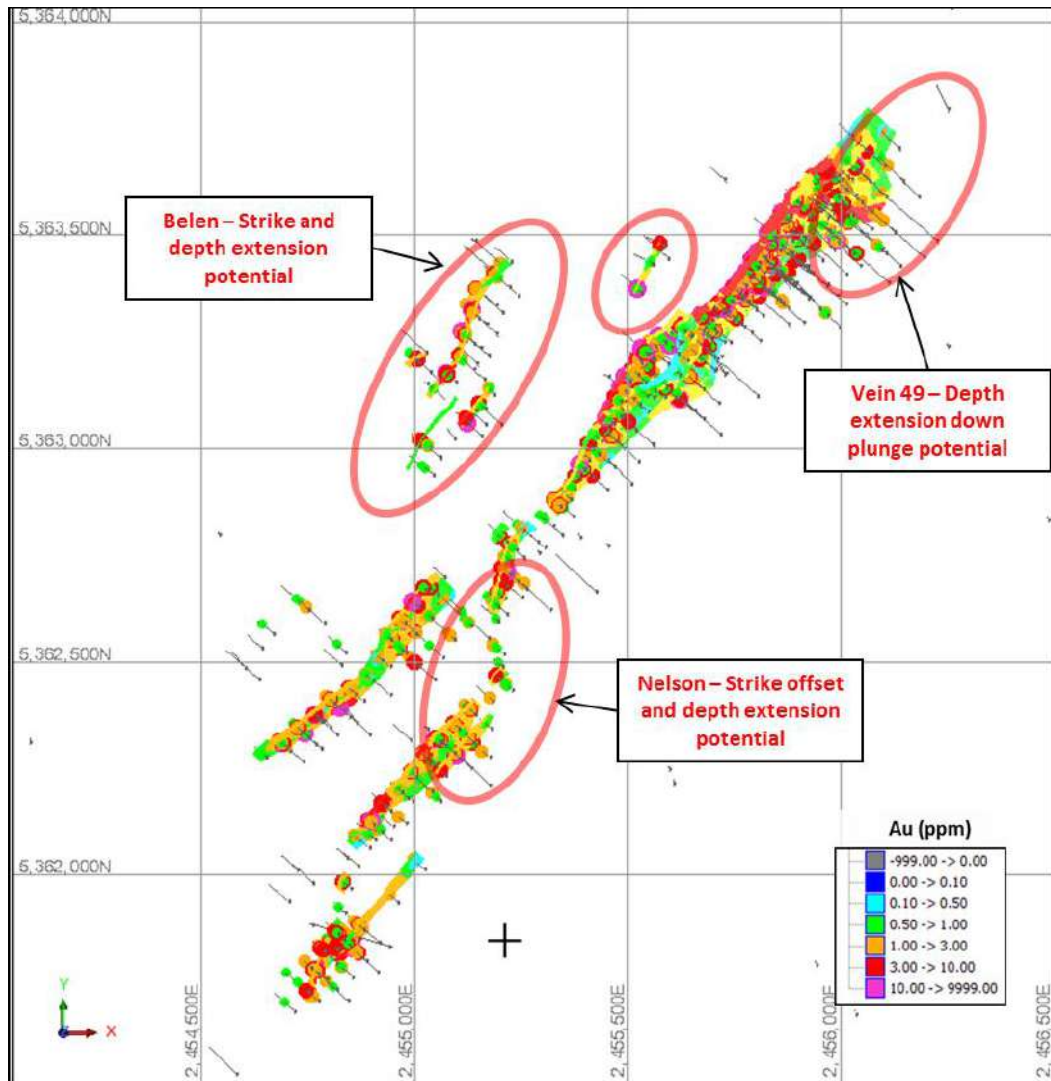 5,364,000N
5,363,500N
Belen – Strike and
depth extension
potential
Vein 49 – Depth
extension down
plunge potential
5,363,000N
5,362,500N
Nelson – Strike offset
and depth extension
potential
5,362,000N
Au (ppm)
-999.00 -> 0.00
0.00 -> 0.10
0.10 -> 0.50
0.50 -> 1.00
1.00 -> 3.00
3.00 -> 10.00
10.00 -> 9999.00
Y
X
2,454,500E
2,455,000E
2,455,500E
2,456,000E
2,456,500E